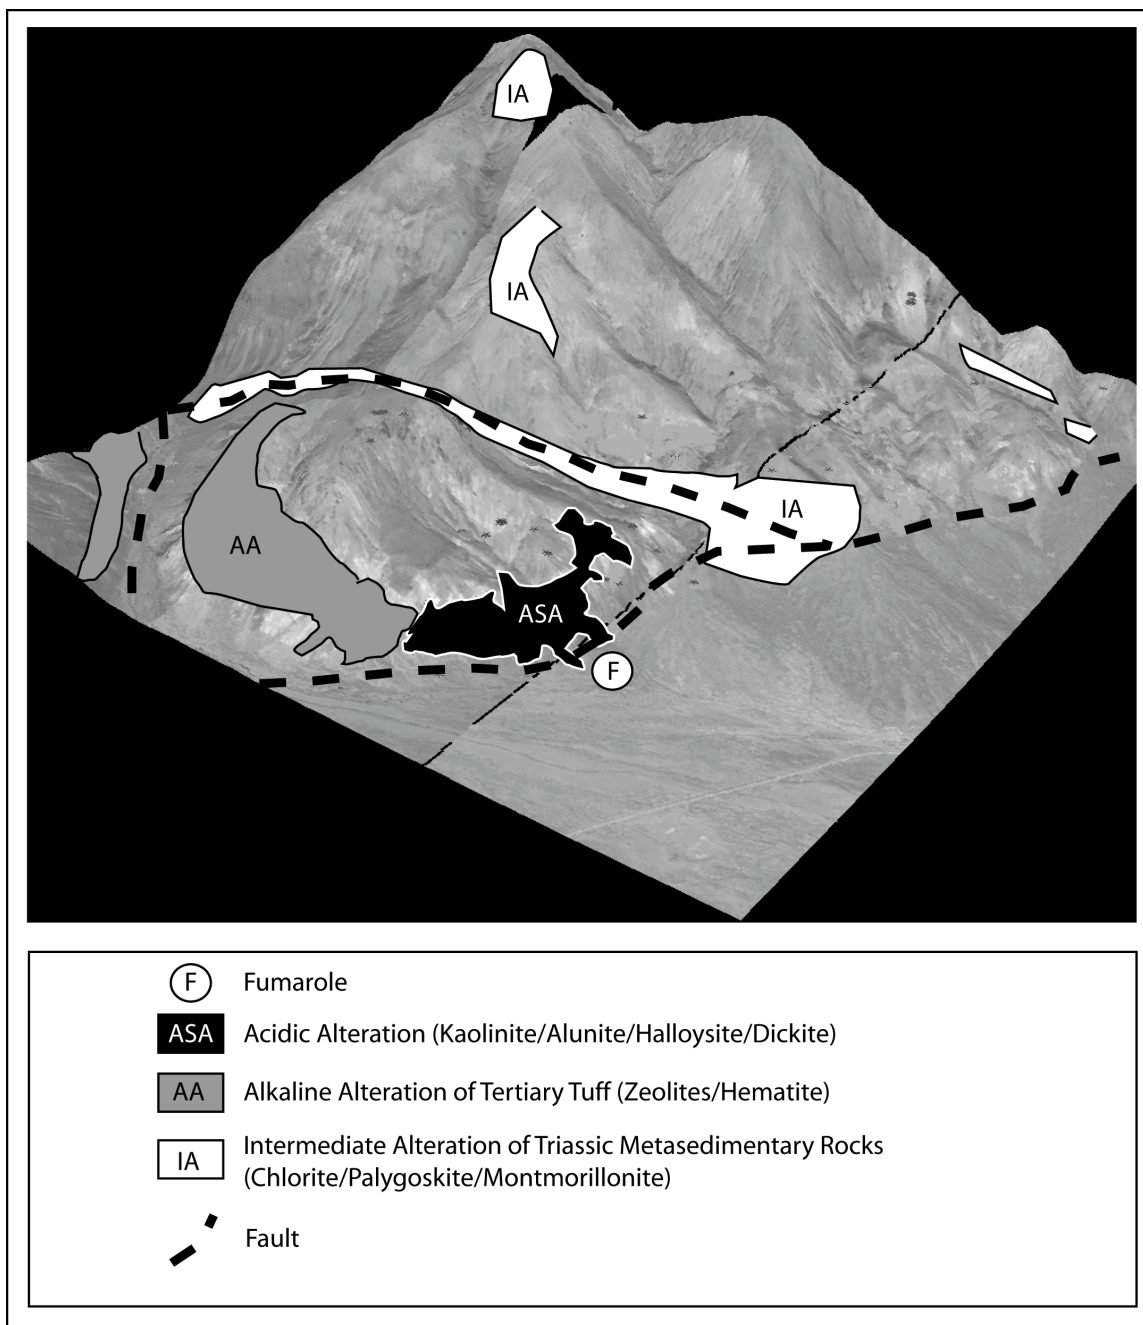 IA
IA
IA
AA
ASA
F
F Fumarole
ASA Acidic Alteration (Kaolinite/Alunite/Halloysite/Dickite)
AA Alkaline Alteration of Tertiary Tuff (Zeolites/Hematite)
IA Intermediate Alteration of Triassic Metasedimentary Rocks
(Chlorite/Palygoskite/Montmorillonite)
Fault